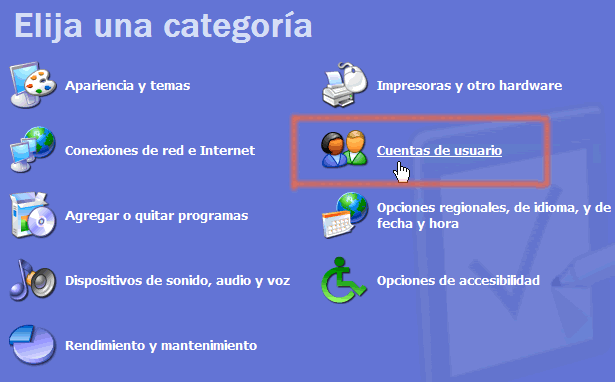 Elija una categoría
Apariencia y temas
Impresoras y otro hardware
Conexiones de red e Internet
Cuentas de usuario
Agregar o quitar programas
Opciones regionales, de idioma, y de
fecha y hora
Dispositivos de sonido, audio y voz
Opciones de accesibilidad
Rendimiento y mantenimiento